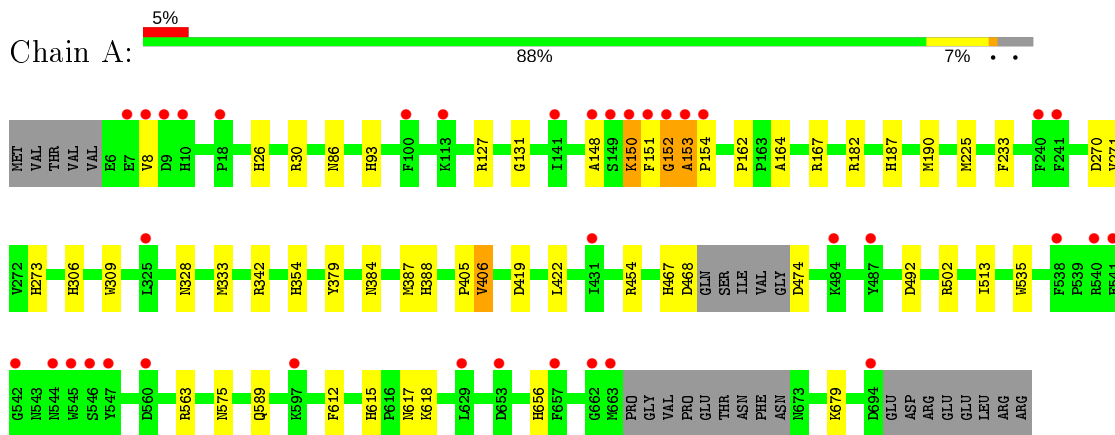 5%
Chain A:
88% 7% • •
MET VAL THR VAL VAL E6 E7 V8 D9 H10 P18 H26 R30 N86 H93 F100 K113 R127 G131 I141 A148 S149 K150 F151 G152 A153 P154 P162 P163 A164 R167 R182 H187 M190 M225 F233 F240 F241 D270 V271
V272 H273 H306 W309 L325 N328 M333 R342 H354 Y379 N384 M387 H388 P405 V406 D419 L422 I431 R454 H467 D468 GLN SER ILE VAL GLY D474 K484 Y487 D492 R502 I513 W535 F538 P539 R540 E541
G542 N543 N544 W545 S546 Y547 D560 R563 N575 Q589 K597 F612 H615 P616 N617 K618 L629 D653 H656 F657 G662 M663 PRO GLY VAL PRO GLU THR ASN PHE ASN N673 K679 D694 GLU ASP ARG GLU GLU LEU ARG ARG